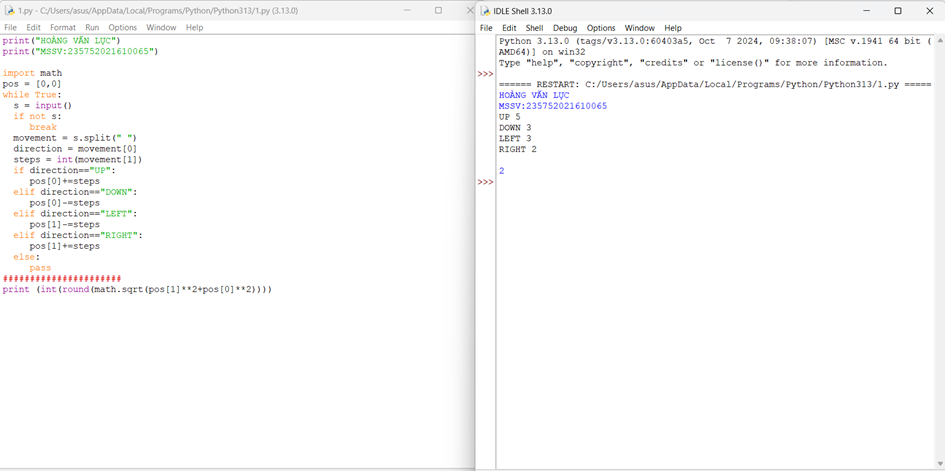 1.py - C:/Users/asus/AppData/Local/Programs/Python/Python313/1.py (3.13.0)
File Edit Format Run Options Window Help
print("HOÀNG VĂN LỰC")
print("MSSV:235752021610065")

import math
pos = [0,0]
while True:
  s = input()
  if not s:
     break
  movement = s.split(" ")
  direction = movement[0]
  steps = int(movement[1])
  if direction=="UP":
     pos[0]+=steps
  elif direction=="DOWN":
     pos[0]-=steps
  elif direction=="LEFT":
     pos[1]-=steps
  elif direction=="RIGHT":
     pos[1]+=steps
  else:
     pass
######################
print (int(round(math.sqrt(pos[1]**2+pos[0]**2))))
IDLE Shell 3.13.0
File Edit Shell Debug Options Window Help
Python 3.13.0 (tags/v3.13.0:60403a5, Oct  7 2024, 09:38:07) [MSC v.1941 64 bit (
AMD64)] on win32
Type "help", "copyright", "credits" or "license()" for more information.
>>>
====== RESTART: C:/Users/asus/AppData/Local/Programs/Python/Python313/1.py =====
HOÀNG VĂN LỰC
MSSV:235752021610065
UP 5
DOWN 3
LEFT 3
RIGHT 2

2
>>>